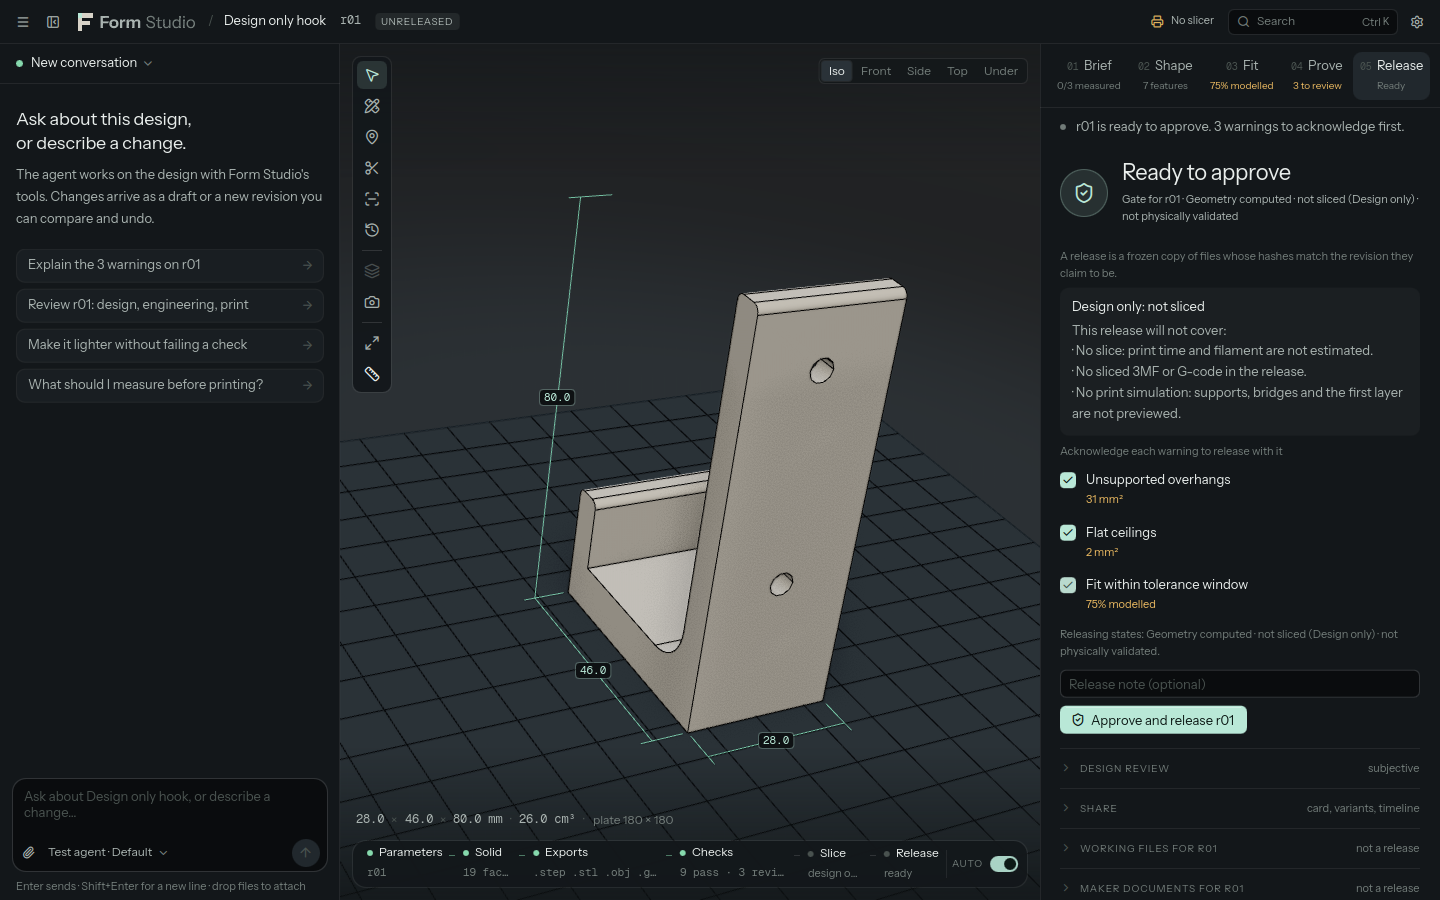 Form Studio / Design only hook r01 UNRELEASED
No slicer
Search Ctrl K
New conversation
Ask about this design,
or describe a change.
The agent works on the design with Form Studio's
tools. Changes arrive as a draft or a new revision you
can compare and undo.
Explain the 3 warnings on r01
Review r01: design, engineering, print
Make it lighter without failing a check
What should I measure before printing?
Ask about Design only hook, or describe a
change...
Test agent · Default
Enter sends · Shift+Enter for a new line · drop files to attach
Iso Front Side Top Under
80.0
46.0
28.0
28.0 × 46.0 × 80.0 mm · 26.0 cm³ · plate 180 × 180
Parameters Solid Exports Checks Slice Release
r01 19 fac… .step .stl .obj .g… 9 pass · 3 revi… design o… ready
AUTO
01 Brief 02 Shape 03 Fit 04 Prove 05 Release
0/3 measured 7 features 75% modelled 3 to review Ready
r01 is ready to approve. 3 warnings to acknowledge first.
Ready to approve
Gate for r01 · Geometry computed · not sliced (Design only) ·
not physically validated
A release is a frozen copy of files whose hashes match the revision they
claim to be.
Design only: not sliced
This release will not cover:
· No slice: print time and filament are not estimated.
· No sliced 3MF or G-code in the release.
· No print simulation: supports, bridges and the first layer
are not previewed.
Acknowledge each warning to release with it
Unsupported overhangs
31 mm²
Flat ceilings
2 mm²
Fit within tolerance window
75% modelled
Releasing states: Geometry computed · not sliced (Design only) · not
physically validated.
Release note (optional)
Approve and release r01
DESIGN REVIEW subjective
SHARE card, variants, timeline
WORKING FILES FOR R01 not a release
MAKER DOCUMENTS FOR R01 not a release